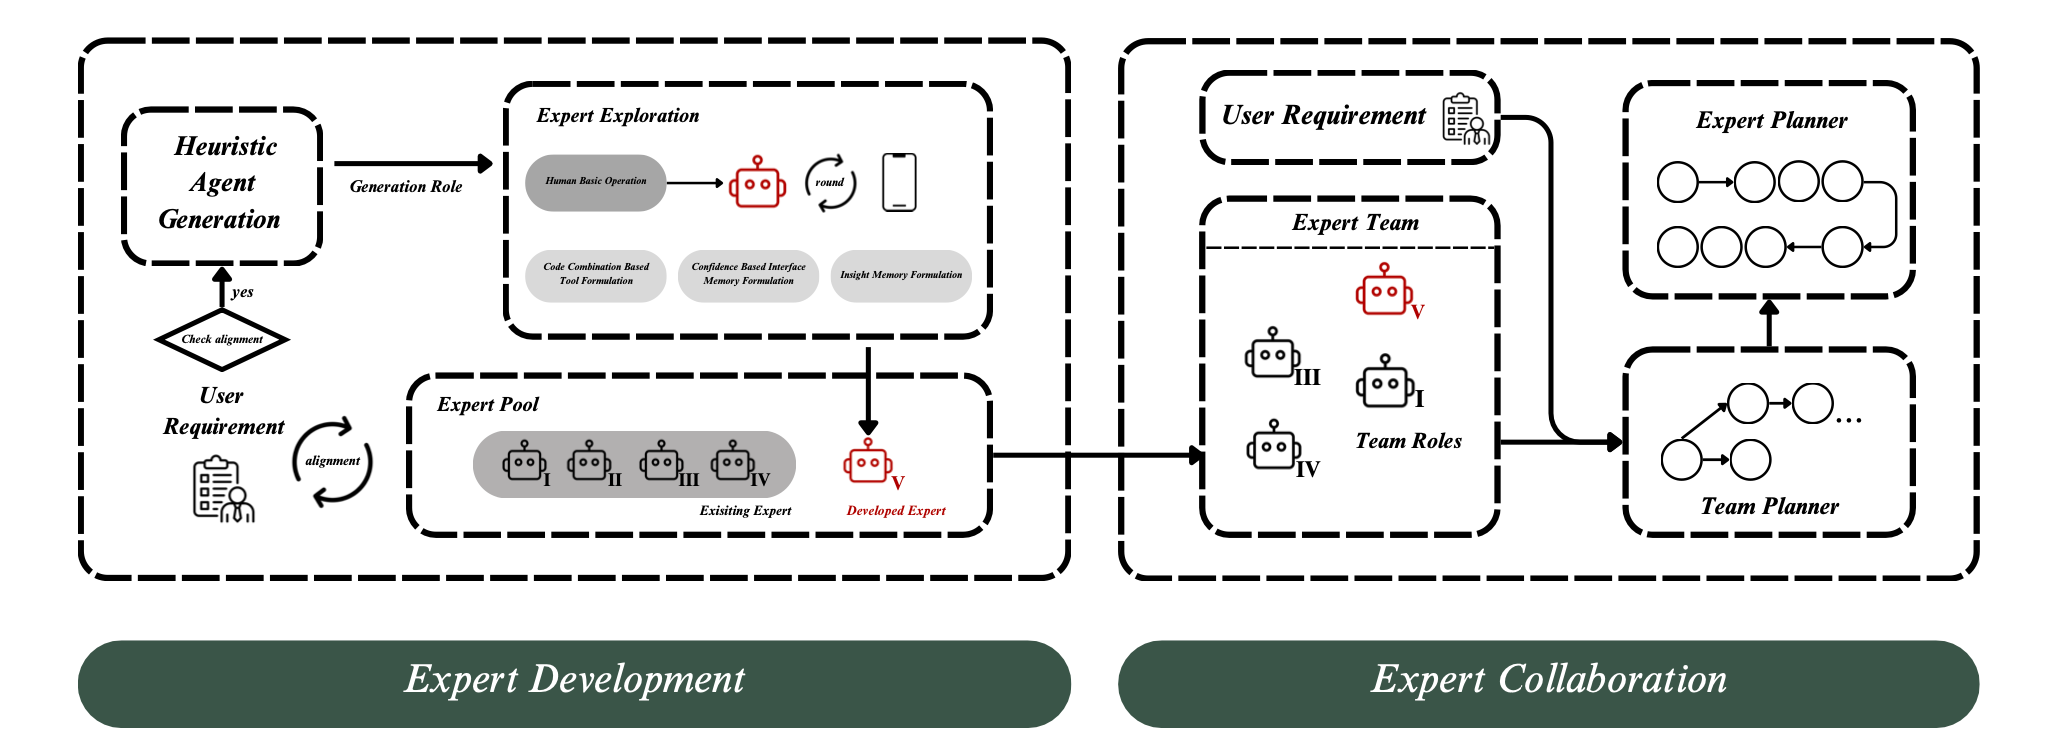 Heuristic
Agent
Generation
Generation Role
yes
Check alignment
User
Requirement
alignment
Expert Exploration
Human Basic Operation
round
Code Combination Based
Tool Formulation
Confidence Based Interface
Memory Formulation
Insight Memory Formulation
Expert Pool
I
II
III
IV
V
Exisiting Expert
Developed Expert
User Requirement
Expert Team
V
III
I
IV
Team Roles
Expert Planner
...
Team Planner
Expert Development
Expert Collaboration